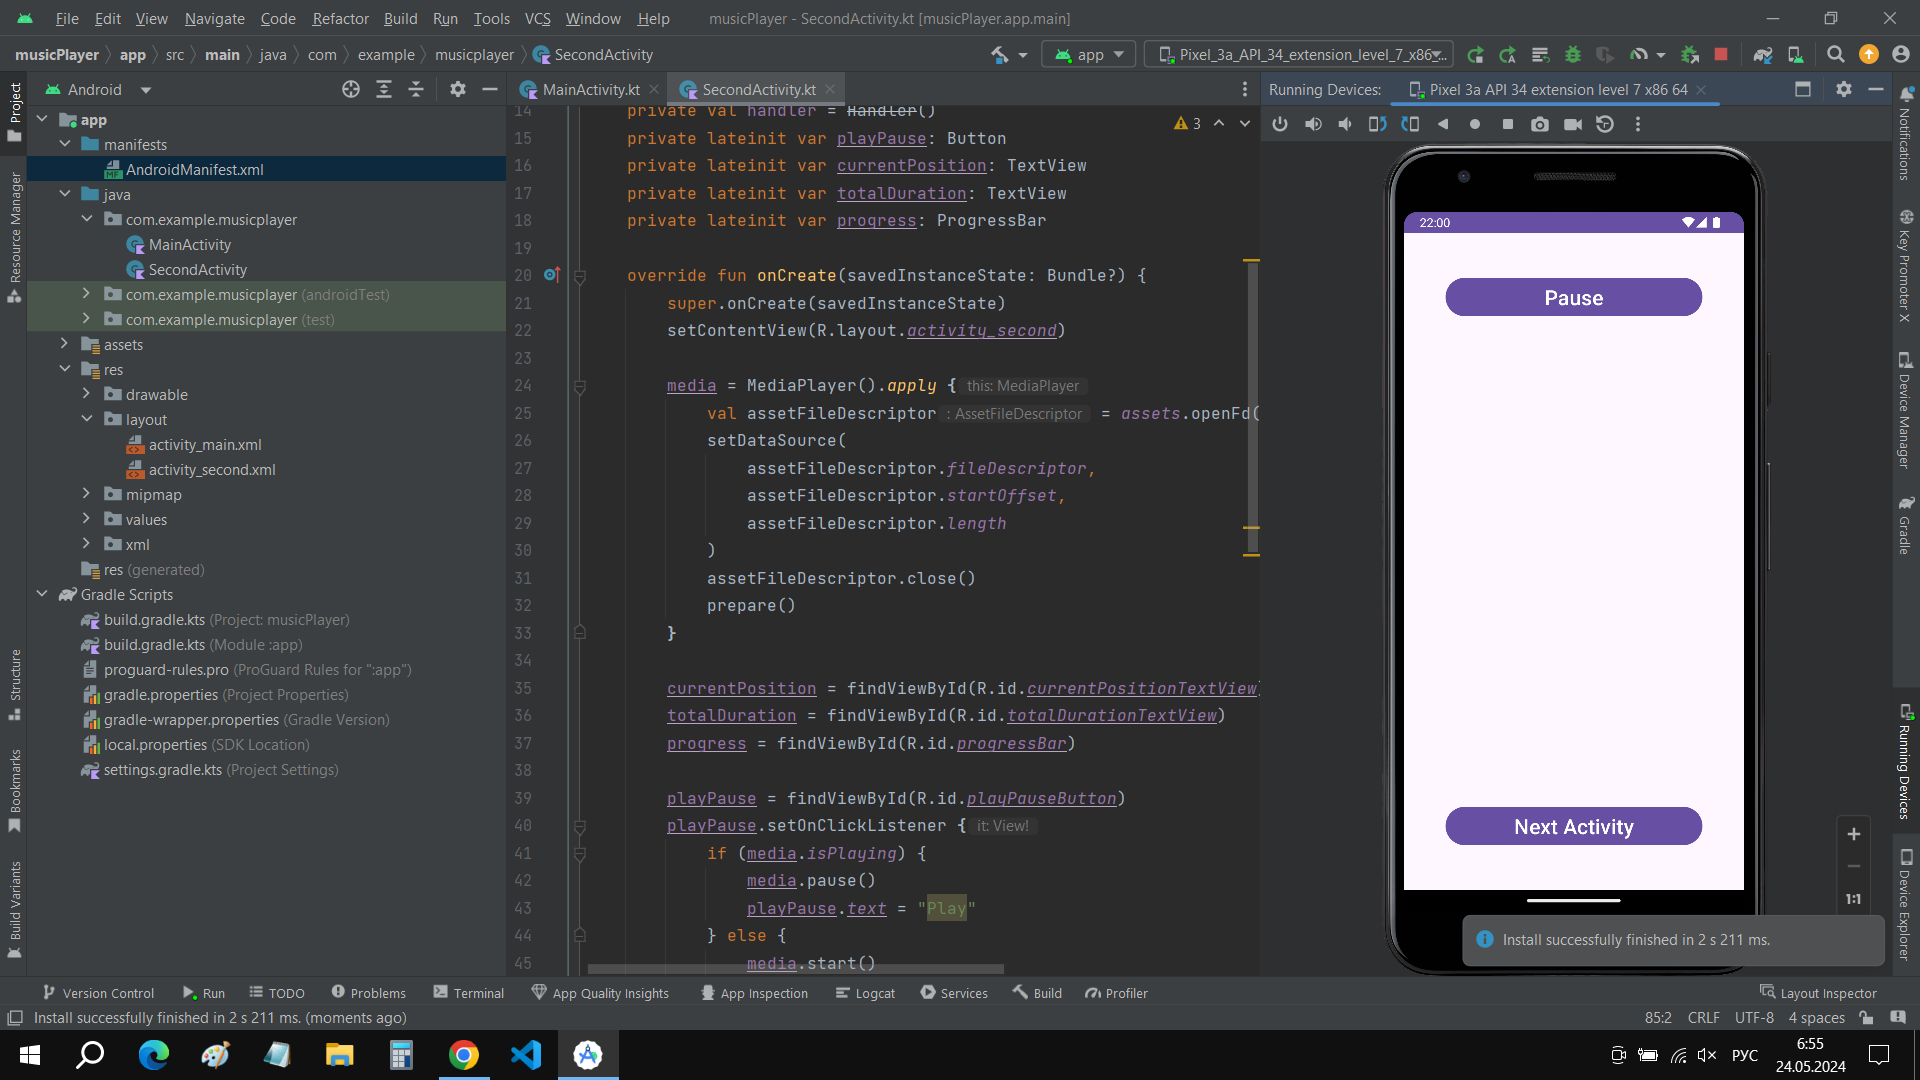 File Edit View Navigate Code Refactor Build Run Tools VCS Window Help musicPlayer - SecondActivity.kt [musicPlayer.app.main]
musicPlayer app src main java com example musicplayer SecondActivity app Pixel_3a_API_34_extension_level_7_x86...
Project
Resource Manager
Structure
Bookmarks
Build Variants
Android
app
manifests
AndroidManifest.xml
java
com.example.musicplayer
MainActivity
SecondActivity
com.example.musicplayer (androidTest)
com.example.musicplayer (test)
assets
res
drawable
layout
activity_main.xml
activity_second.xml
mipmap
values
xml
res (generated)
Gradle Scripts
build.gradle.kts (Project: musicPlayer)
build.gradle.kts (Module :app)
proguard-rules.pro (ProGuard Rules for ":app")
gradle.properties (Project Properties)
gradle-wrapper.properties (Gradle Version)
local.properties (SDK Location)
settings.gradle.kts (Project Settings)
MainActivity.kt SecondActivity.kt
3
14 private val handler = Handler()
15 private lateinit var playPause: Button
16 private lateinit var currentPosition: TextView
17 private lateinit var totalDuration: TextView
18 private lateinit var progress: ProgressBar
19
20 override fun onCreate(savedInstanceState: Bundle?) {
21 super.onCreate(savedInstanceState)
22 setContentView(R.layout.activity_second)
23
24 media = MediaPlayer().apply { this: MediaPlayer
25 val assetFileDescriptor : AssetFileDescriptor = assets.openFd(
26 setDataSource(
27 assetFileDescriptor.fileDescriptor,
28 assetFileDescriptor.startOffset,
29 assetFileDescriptor.length
30 )
31 assetFileDescriptor.close()
32 prepare()
33 }
34
35 currentPosition = findViewById(R.id.currentPositionTextView)
36 totalDuration = findViewById(R.id.totalDurationTextView)
37 progress = findViewById(R.id.progressBar)
38
39 playPause = findViewById(R.id.playPauseButton)
40 playPause.setOnClickListener { it: View!
41 if (media.isPlaying) {
42 media.pause()
43 playPause.text = "Play"
44 } else {
45 media.start()
Running Devices: Pixel 3a API 34 extension level 7 x86 64
22:00
Pause
Next Activity
1:1
Install successfully finished in 2 s 211 ms.
Notifications
Key Promoter X
Device Manager
Gradle
Running Devices
Device Explorer
Version Control Run TODO Problems Terminal App Quality Insights App Inspection Logcat Services Build Profiler Layout Inspector
Install successfully finished in 2 s 211 ms. (moments ago) 85:2 CRLF UTF-8 4 spaces
РУС
6:55
24.05.2024